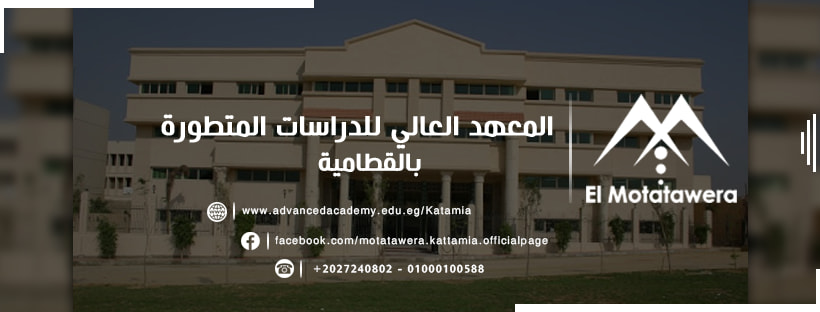 المعهد العالي للدراسات المتطورة
بالقطامية
El Motatawera
www.advancedacademy.edu.eg/Katamia
facebook.com/motatawera.kattamia.officialpage
+2027240802 - 01000100588